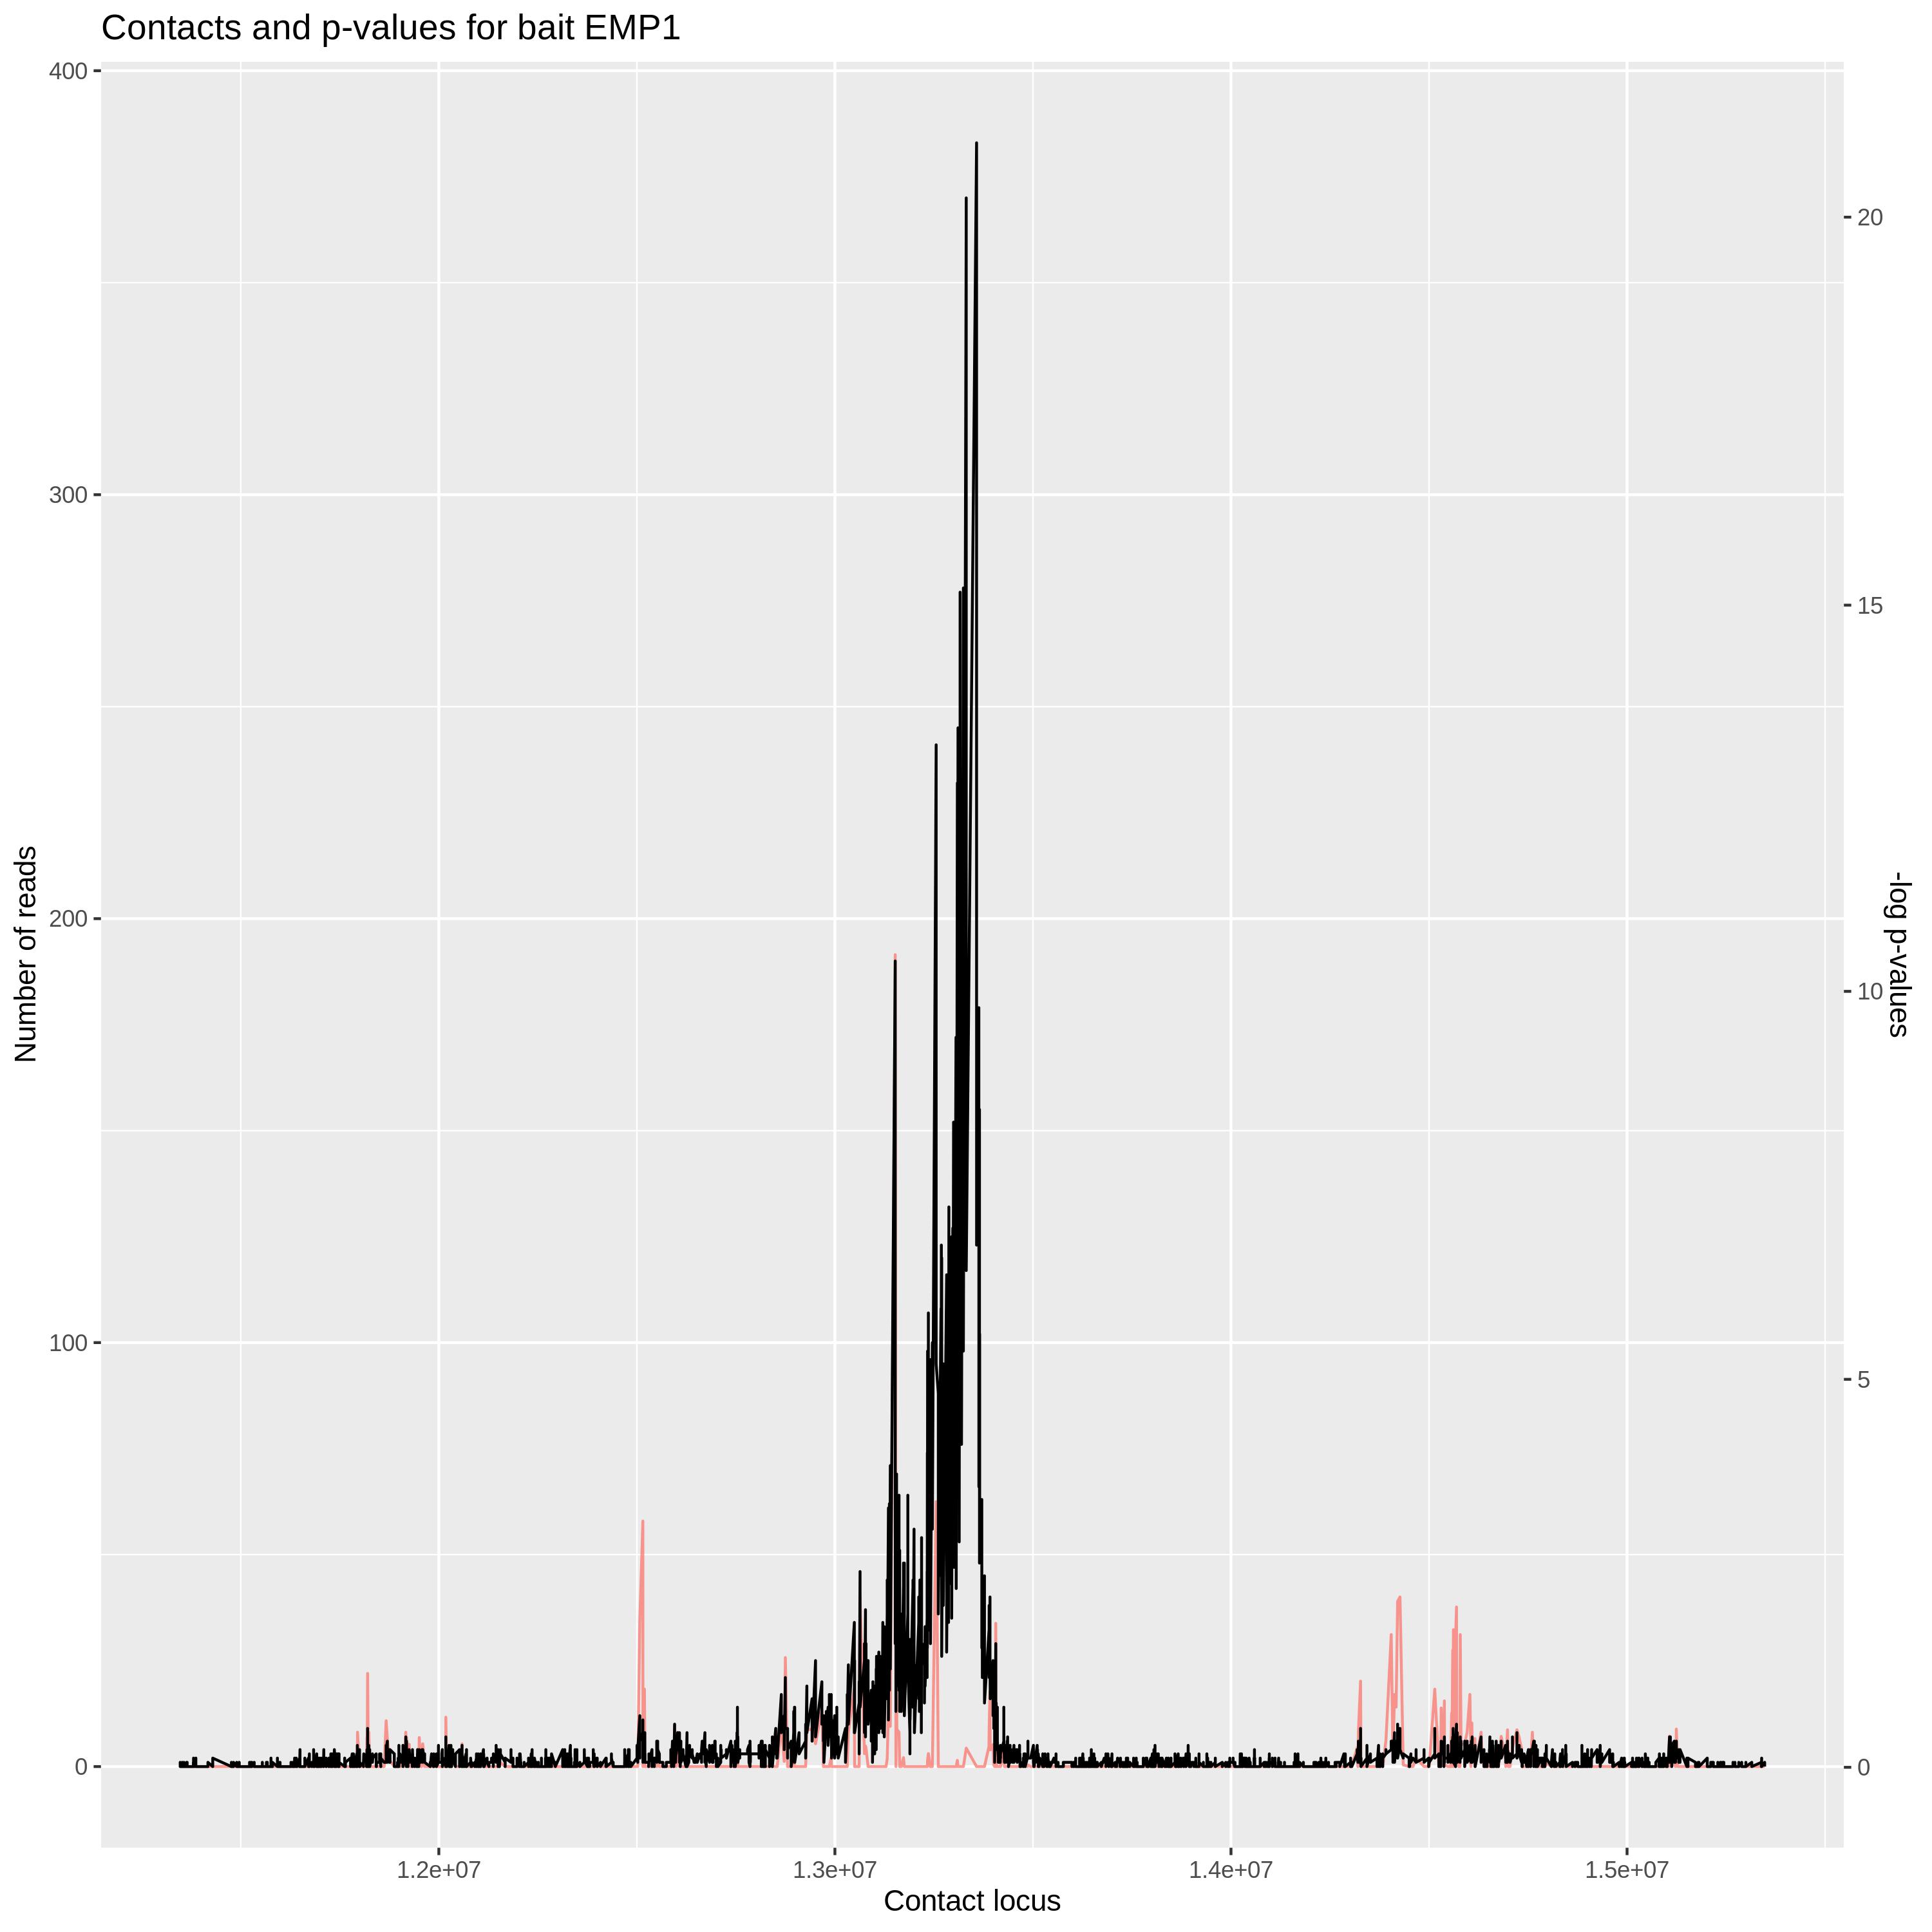 Contacts and p-values for bait EMP1
400
300
200
100
0
Number of reads
20
15
10
5
0
-log p-values
1.2e+07
1.3e+07
1.4e+07
1.5e+07
Contact locus